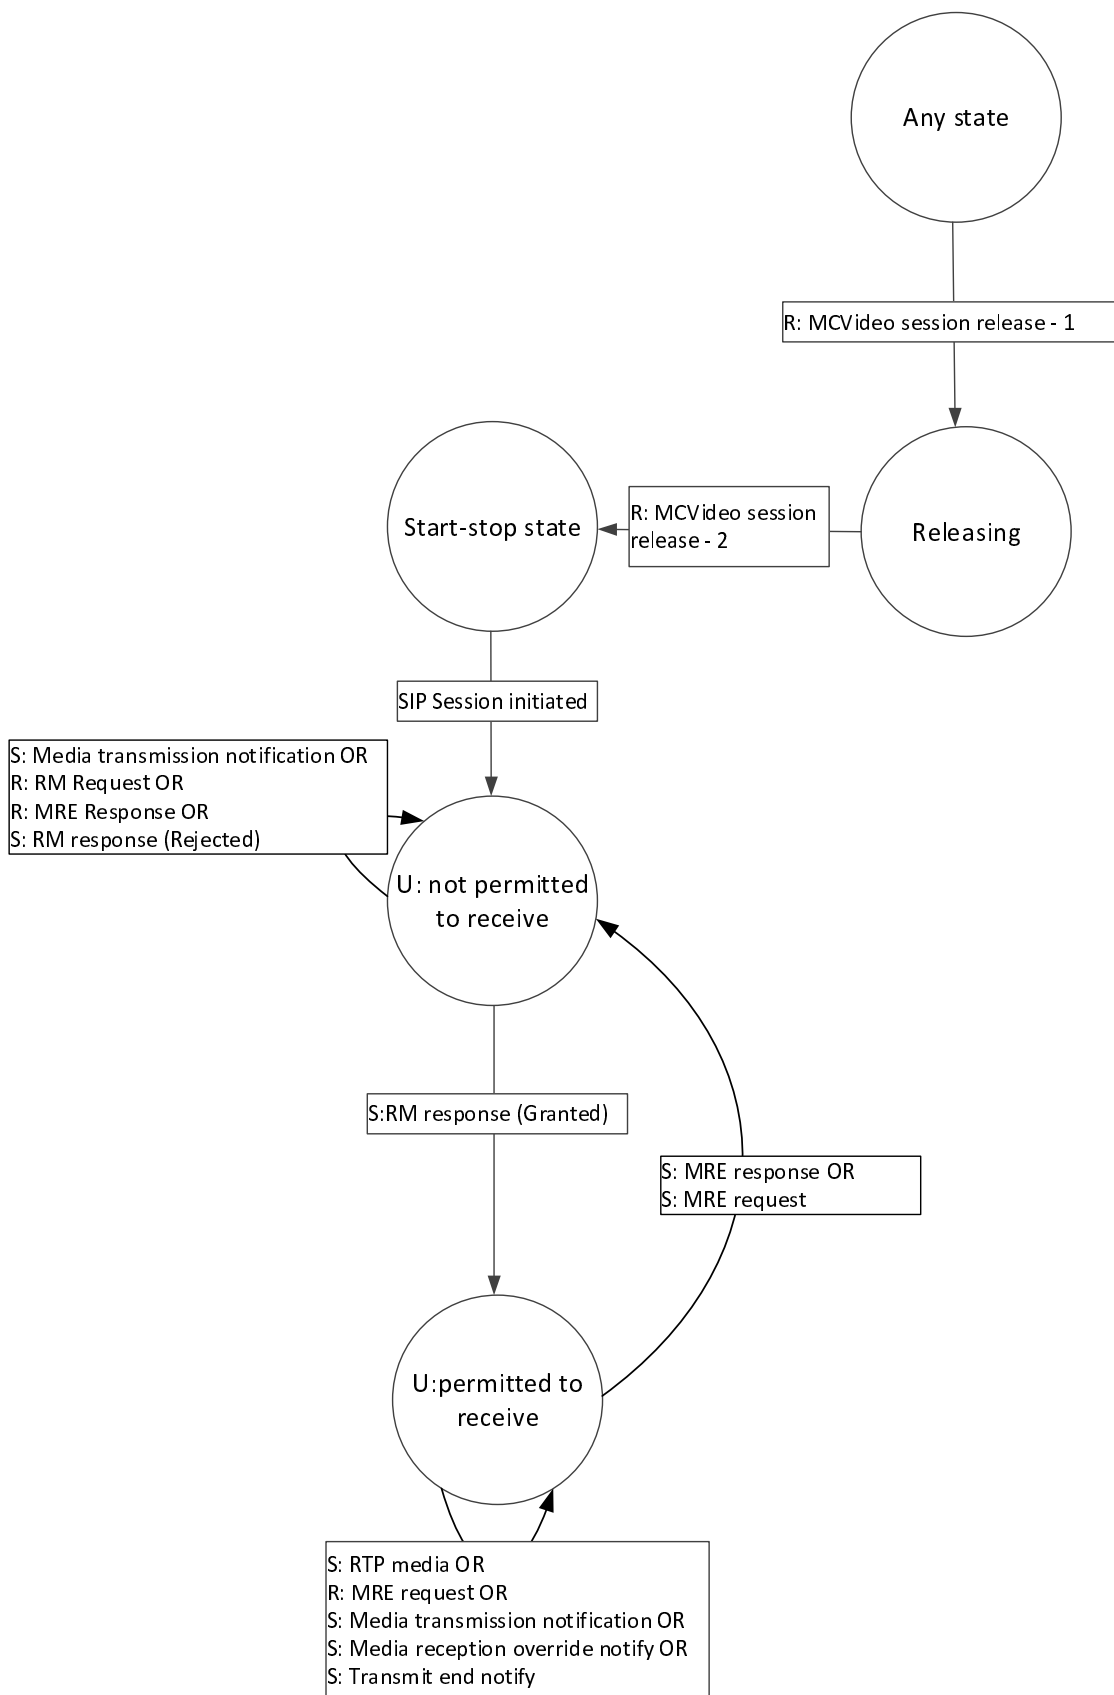 Any state
R: MCVideo session release - 1
Start-stop state
R: MCVideo session
release - 2
Releasing
SIP Session initiated
S: Media transmission notification OR
R: RM Request OR
R: MRE Response OR
S: RM response (Rejected)
U: not permitted
to receive
S:RM response (Granted)
S: MRE response OR
S: MRE request
U:permitted to
receive
S: RTP media OR
R: MRE request OR
S: Media transmission notification OR
S: Media reception override notify OR
S: Transmit end notify